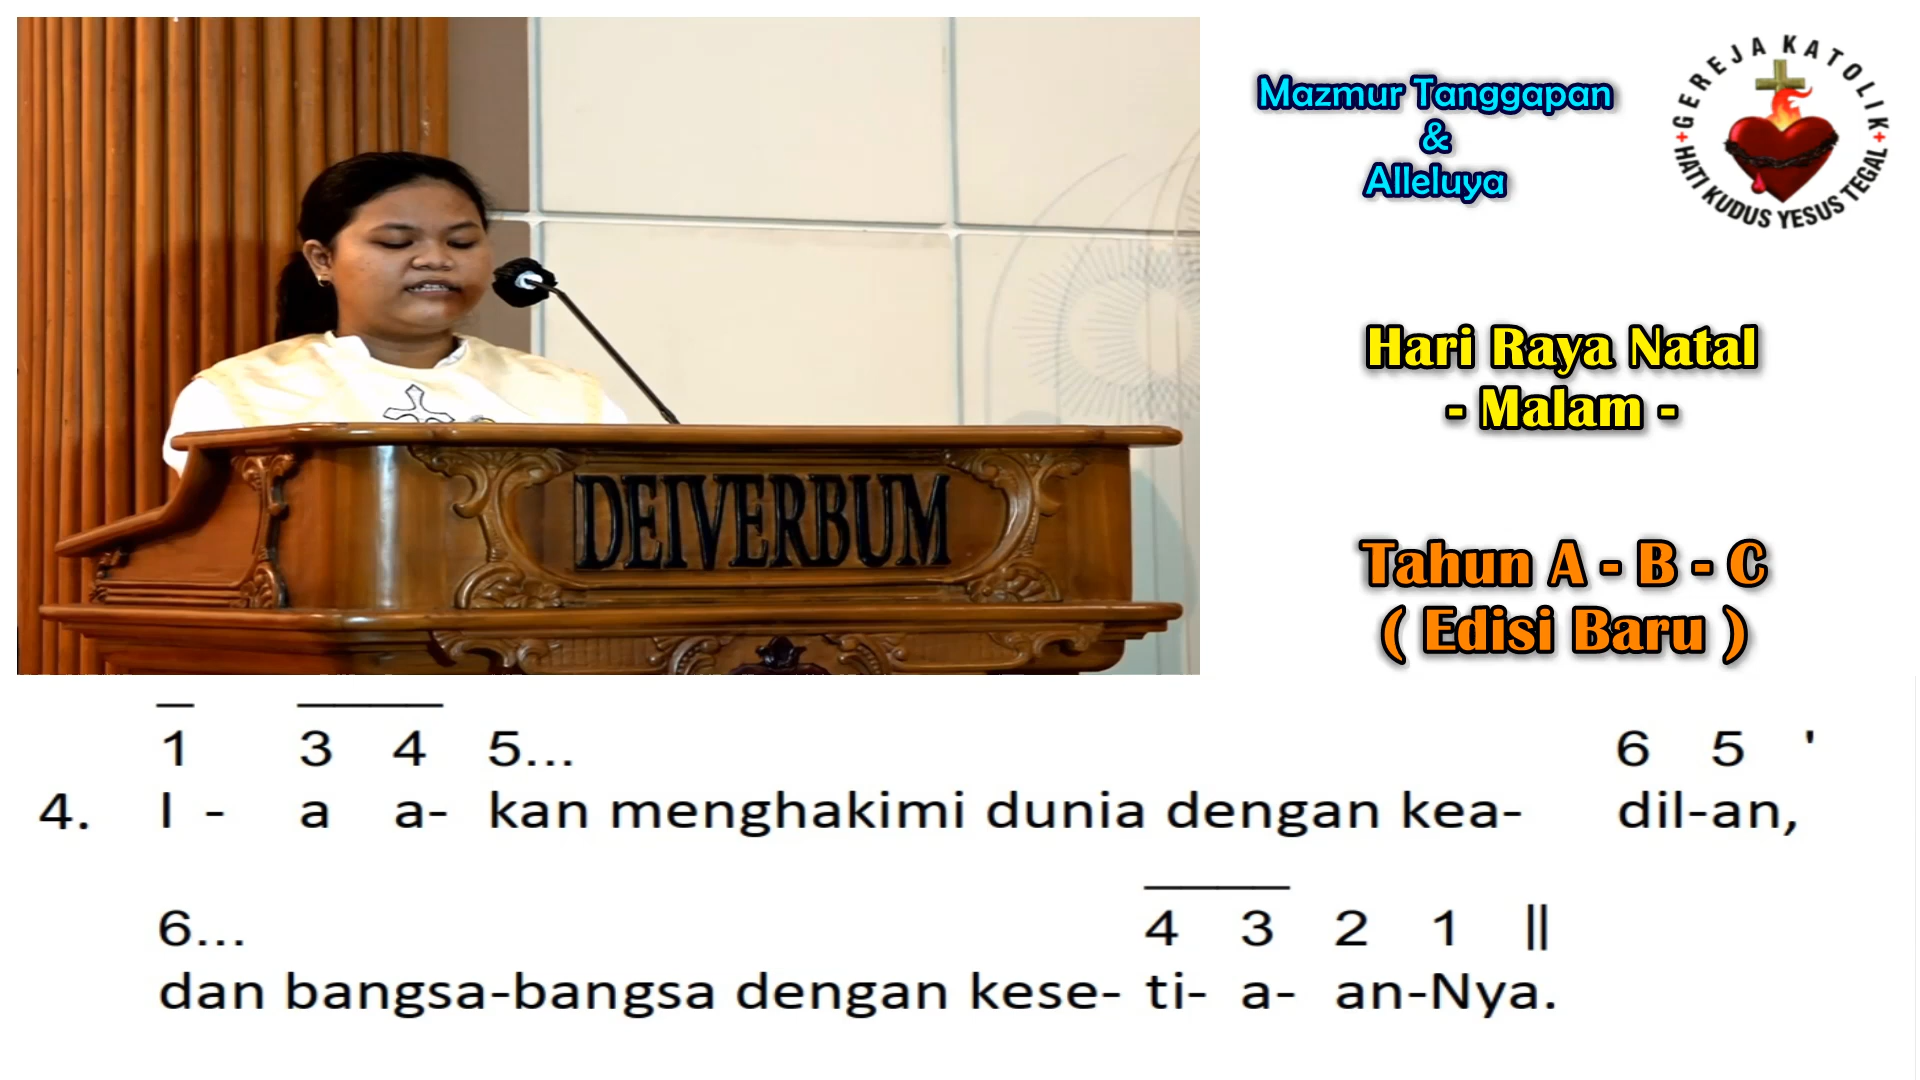 Mazmur Tanggapan
&
Alleluya
GEREJA KATOLIK
HATI KUDUS YESUS TEGAL
Hari Raya Natal
- Malam -
Tahun A - B - C
( Edisi Baru )
DEIVERBUM
1 3 4 5... 6 5 '
4. I - a a- kan menghakimi dunia dengan kea- dil-an,
6... 4 3 2 1 ||
dan bangsa-bangsa dengan kese- ti- a- an-Nya.